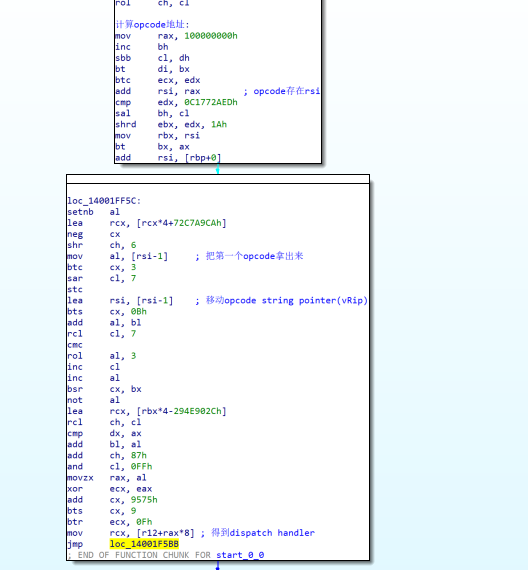 rol ch, cl
计算opcode地址:
mov rax, 100000000h
inc bh
sbb cl, dh
bt di, bx
btc ecx, edx
add rsi, rax ; opcode存在rsi
cmp edx, 0C1772AEDh
sal bh, cl
shrd ebx, edx, 1Ah
mov rbx, rsi
bt bx, ax
add rsi, [rbp+0]
loc_14001FF5C:
setnb al
lea rcx, [rcx*4+72C7A9CAh]
neg cx
shr ch, 6
mov al, [rsi-1] ; 把第一个opcode拿出来
btc cx, 3
sar cl, 7
stc
lea rsi, [rsi-1] ; 移动opcode string pointer(vRip)
bts cx, 0Bh
add al, bl
rcl cl, 7
cmc
rol al, 3
inc cl
inc al
bsr cx, bx
not al
lea rcx, [rbx*4-294E902Ch]
rcl ch, cl
cmp dx, ax
add bl, al
add ch, 87h
and cl, 0FFh
movzx rax, al
xor ecx, eax
add cx, 9575h
bts cx, 9
btr ecx, 0Fh
mov rcx, [r12+rax*8] ; 得到dispatch handler
jmp loc_14001F5BB
; END OF FUNCTION CHUNK FOR start_0_0